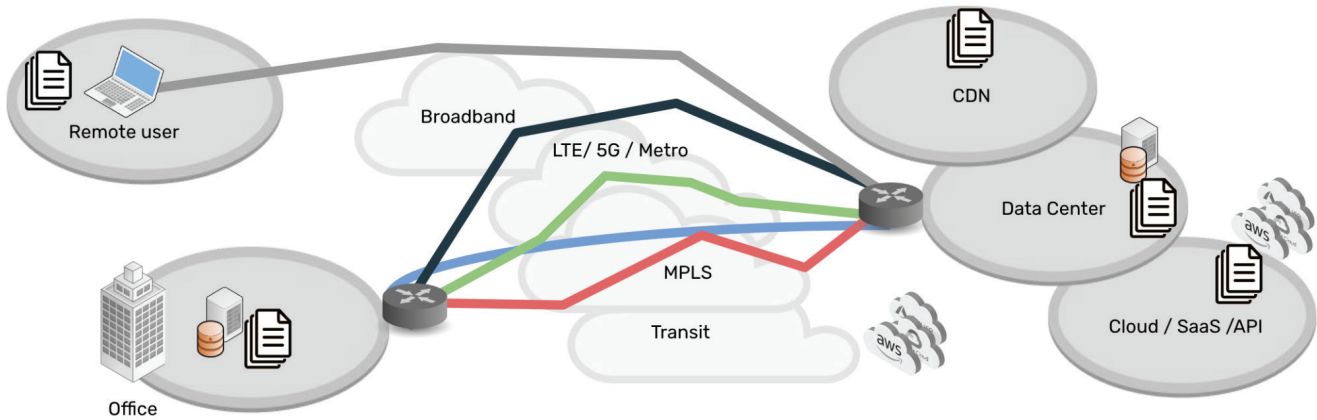 CDN
Broadband
Remote user
LTE/ 5G / Metro
Data Center
aws
MPLS
Transit
Cloud / SaaS /API
aws
Office